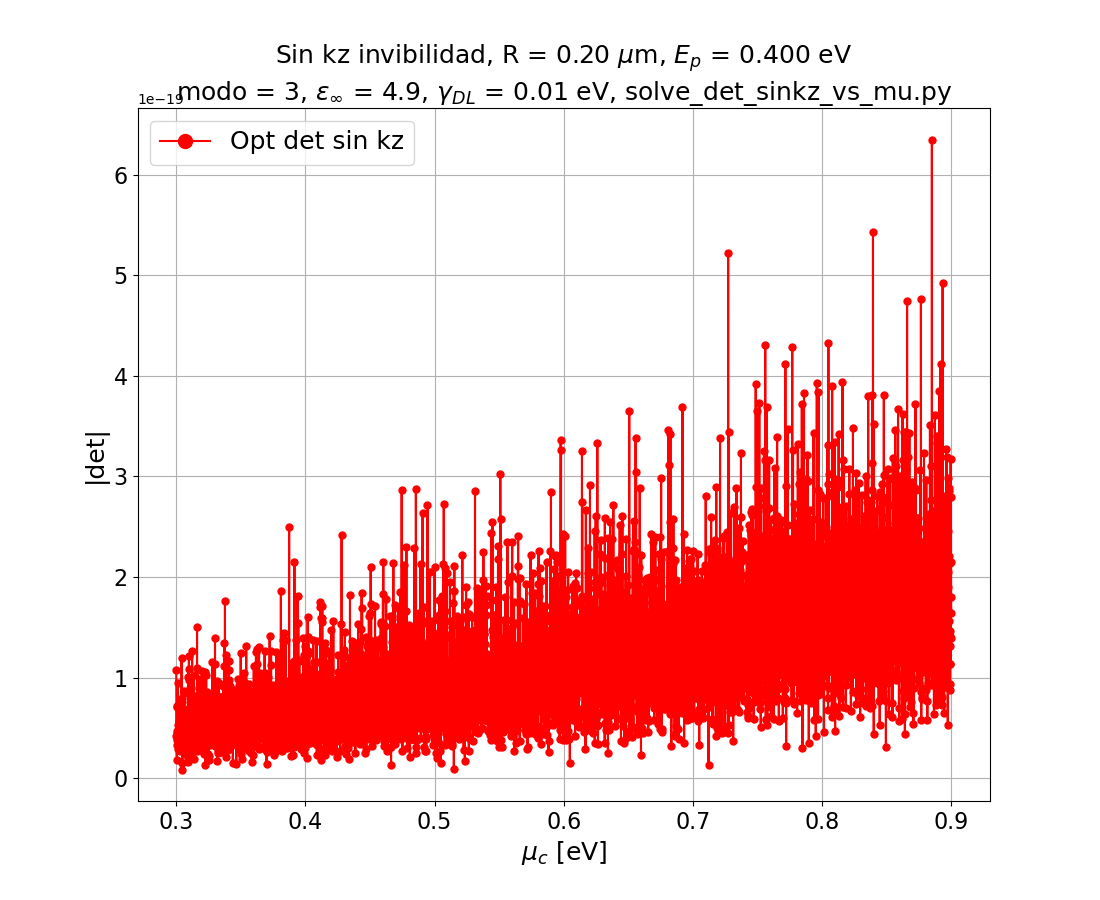 Sin kz invibilidad, R = 0.20 μm, E_p = 0.400 eV
modo = 3, ε_∞ = 4.9, γ_DL = 0.01 eV, solve_det_sinkz_vs_mu.py
1e−19
Opt det sin kz
6
5
4
3
2
1
0
|det|
0.3 0.4 0.5 0.6 0.7 0.8 0.9
μ_c [eV]